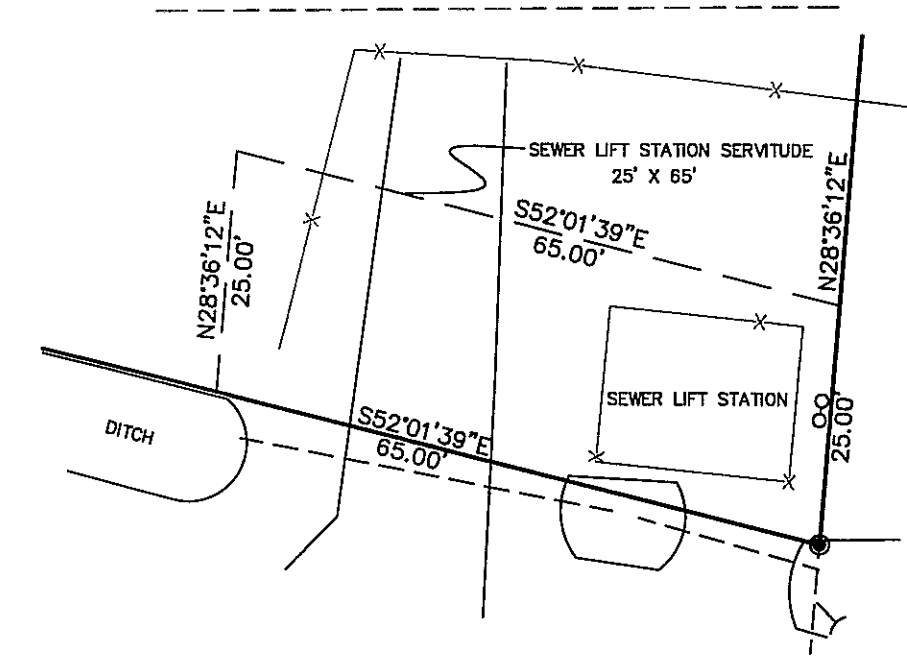 SEWER LIFT STATION SERVITUDE
25' X 65'
N28°36'12"E
S52°01'39"E
65.00'
N28°36'12"E
25.00'
SEWER LIFT STATION
25.00'
DITCH
S52°01'39"E
65.00'